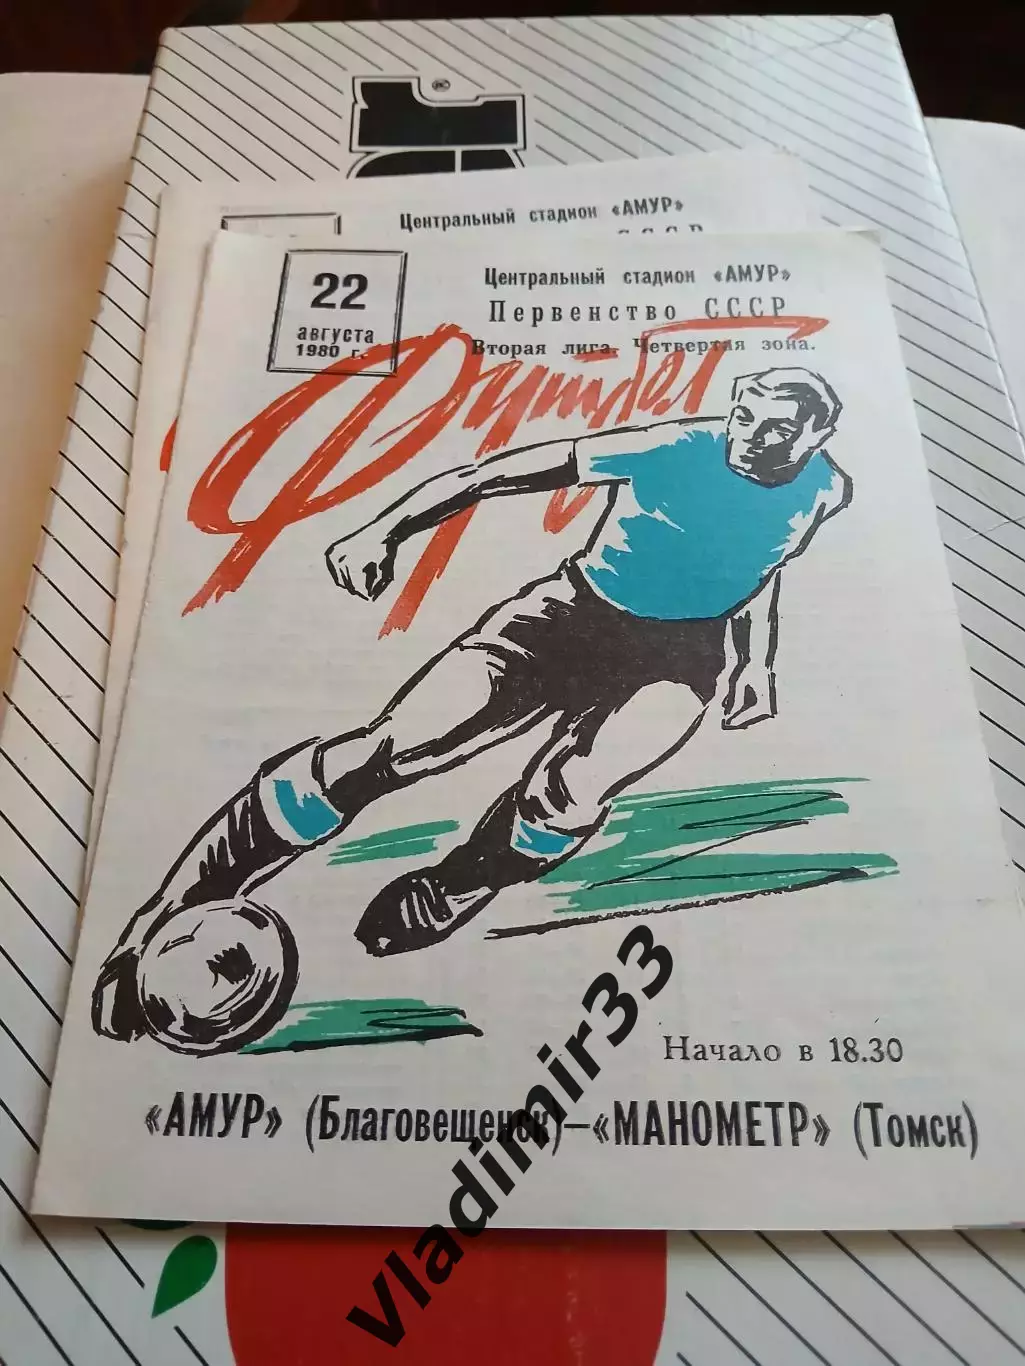 ®
Центральный стадион «АМУР»
СССР
22
августа
1980 г.
Центральный стадион «АМУР»
Первенство СССР
Вторая лига. Четвертая зона.
Футбол
Начало в 18.30
«АМУР» (Благовещенск)—«МАНОМЕТР» (Томск)
Vladimir33